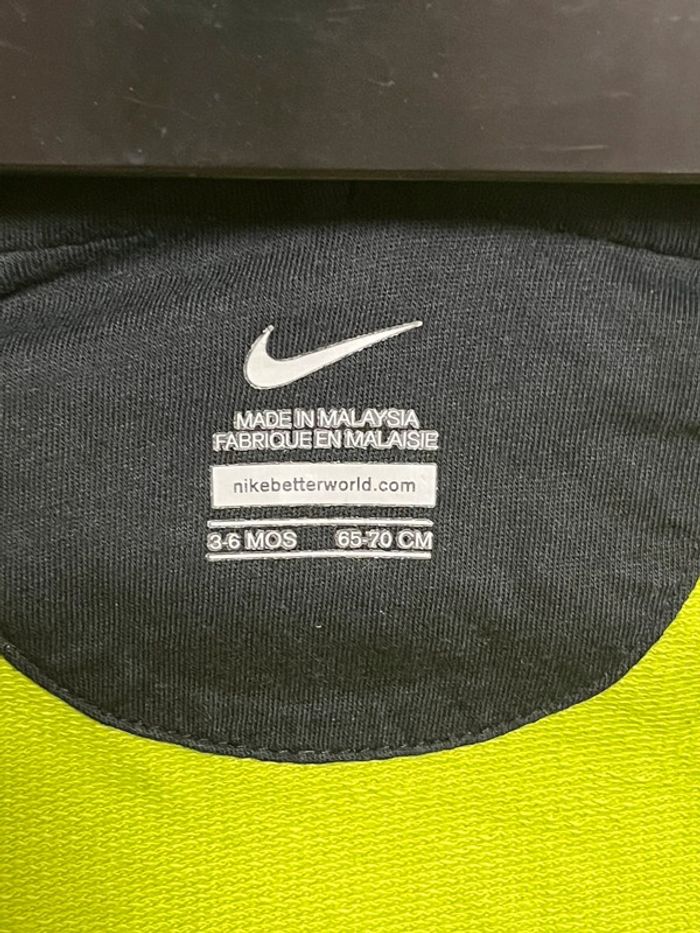 MADE IN MALAYSIA
FABRIQUE EN MALAISIE
nikebetterworld.com
3-6 MOS 65-70 CM